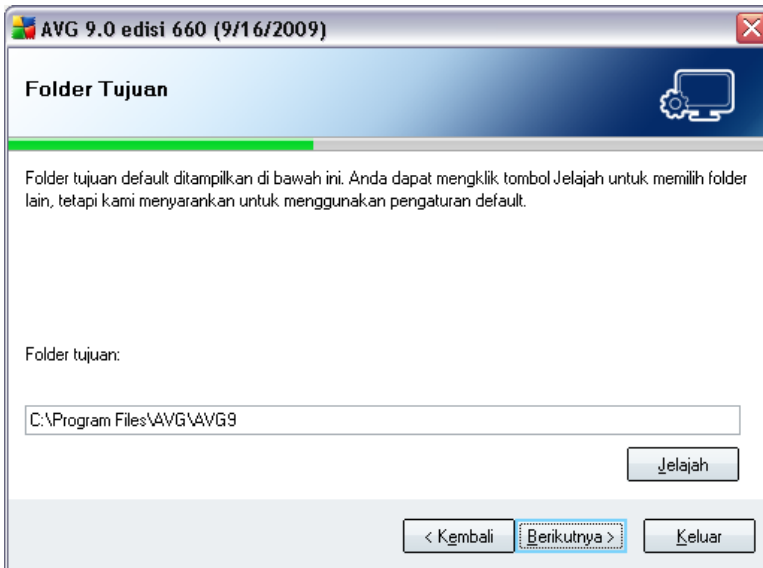 AVG 9.0 edisi 660 (9/16/2009)
Folder Tujuan
Folder tujuan default ditampilkan di bawah ini. Anda dapat mengklik tombol Jelajah untuk memilih folder
lain, tetapi kami menyarankan untuk menggunakan pengaturan default.
Folder tujuan:
C:\Program Files\AVG\AVG9
Jelajah
< Kembali Berikutnya > Keluar